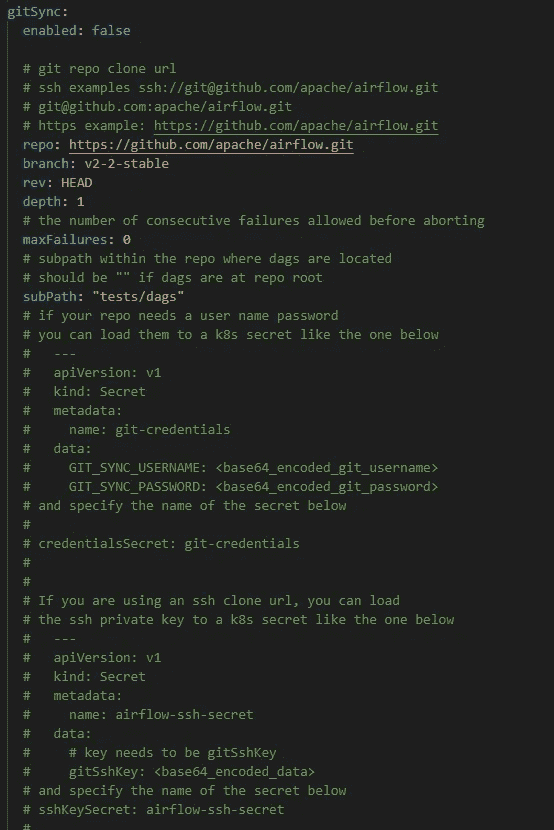 gitSync:
enabled: false
# git repo clone url
# ssh examples ssh://git@github.com/apache/airflow.git
# git@github.com:apache/airflow.git
# https example: https://github.com/apache/airflow.git
repo: https://github.com/apache/airflow.git
branch: v2-2-stable
rev: HEAD
depth: 1
# the number of consecutive failures allowed before aborting
maxFailures: 0
# subpath within the repo where dags are located
# should be "" if dags are at repo root
subPath: "tests/dags"
# if your repo needs a user name password
# you can load them to a k8s secret like the one below
#   ---
#   apiVersion: v1
#   kind: Secret
#   metadata:
#     name: git-credentials
#   data:
#     GIT_SYNC_USERNAME: <base64_encoded_git_username>
#     GIT_SYNC_PASSWORD: <base64_encoded_git_password>
# and specify the name of the secret below
#
# credentialsSecret: git-credentials
#
#
# If you are using an ssh clone url, you can load
# the ssh private key to a k8s secret like the one below
#   ---
#   apiVersion: v1
#   kind: Secret
#   metadata:
#     name: airflow-ssh-secret
#   data:
#     # key needs to be gitSshKey
#     gitSshKey: <base64_encoded_data>
# and specify the name of the secret below
# sshKeySecret: airflow-ssh-secret
#